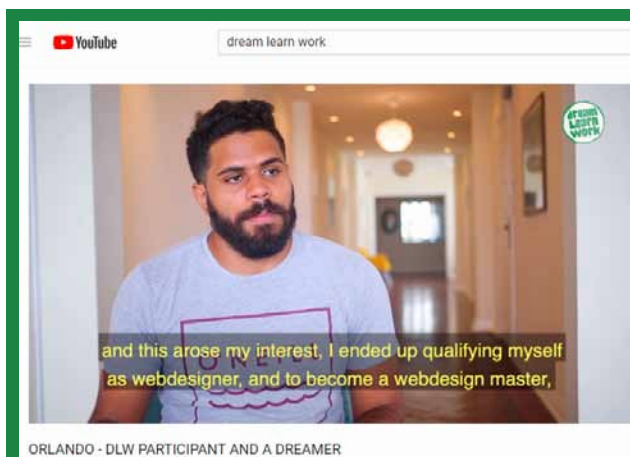 YouTube
dream learn work
dream
Learn
Work
O'NEILL
and this arose my interest, I ended up qualifying myself
as webdesigner, and to become a webdesign master,
ORLANDO - DLW PARTICIPANT AND A DREAMER